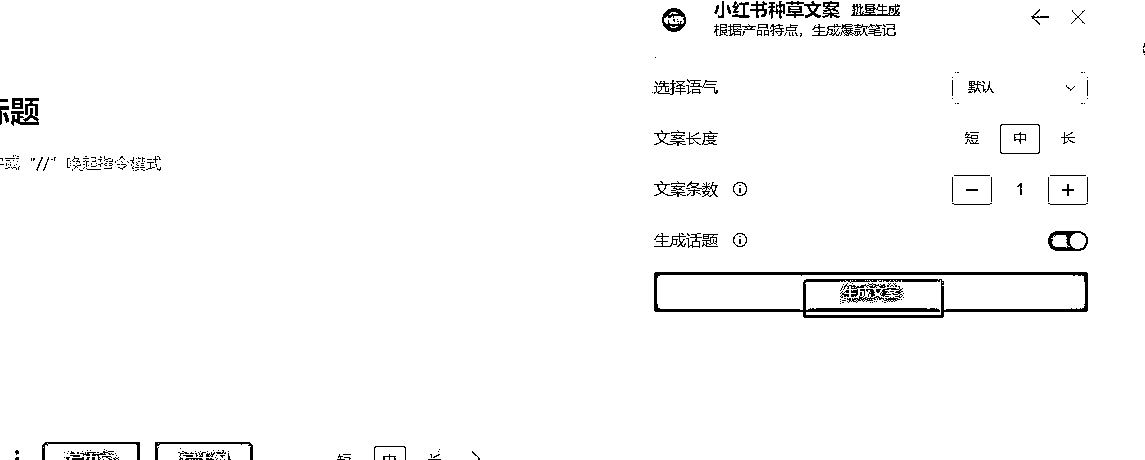 小红书种草文案 批量生成
根据产品特点，生成爆款笔记
标题
或 "//" 唤起指令模式
选择语气 默认
文案长度 短 中 长
文案条数 1
生成话题
生成文案
短 中 长